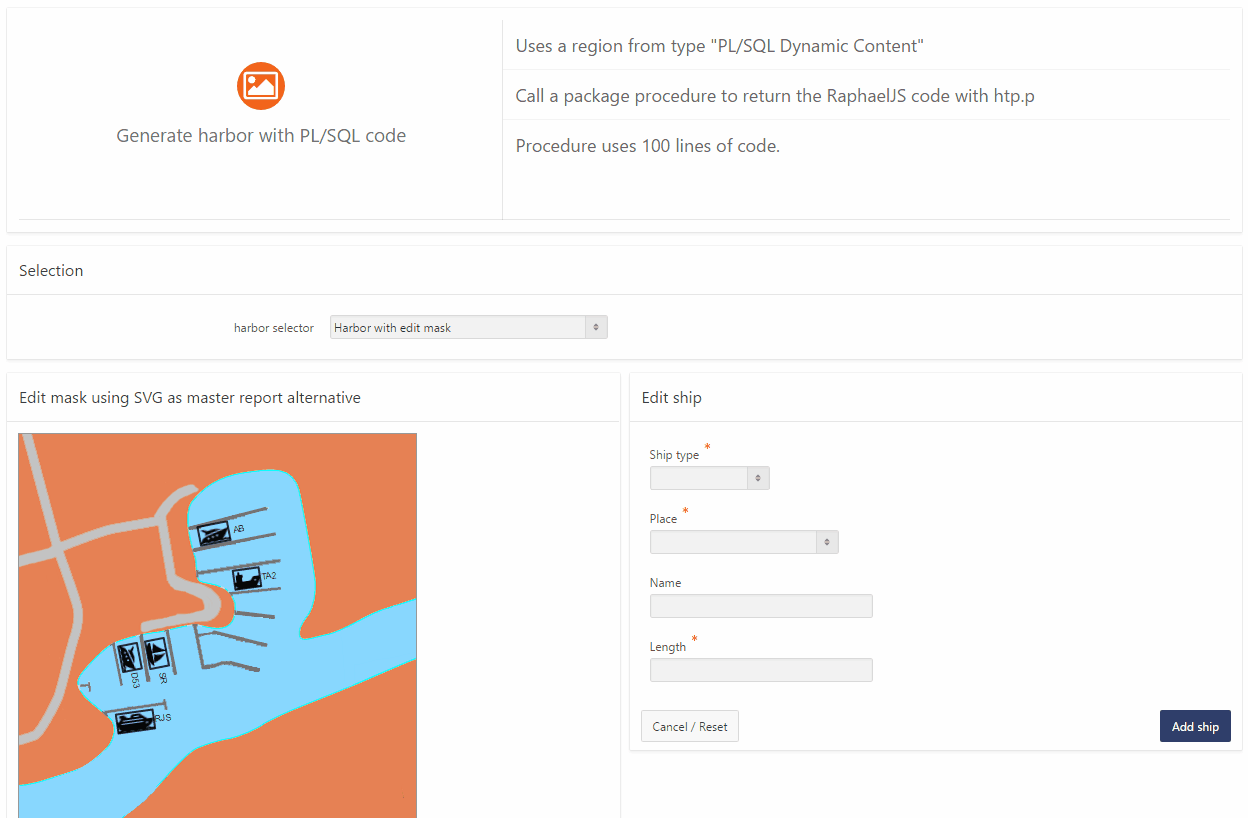 Generate harbor with PL/SQL code
Uses a region from type "PL/SQL Dynamic Content"
Call a package procedure to return the RaphaelJS code with htp.p
Procedure uses 100 lines of code.
Selection
harbor selector
Harbor with edit mask
Edit mask using SVG as master report alternative
AB
TA2
D53
SR
RJS
Edit ship
Ship type *
Place *
Name
Length *
Cancel / Reset
Add ship